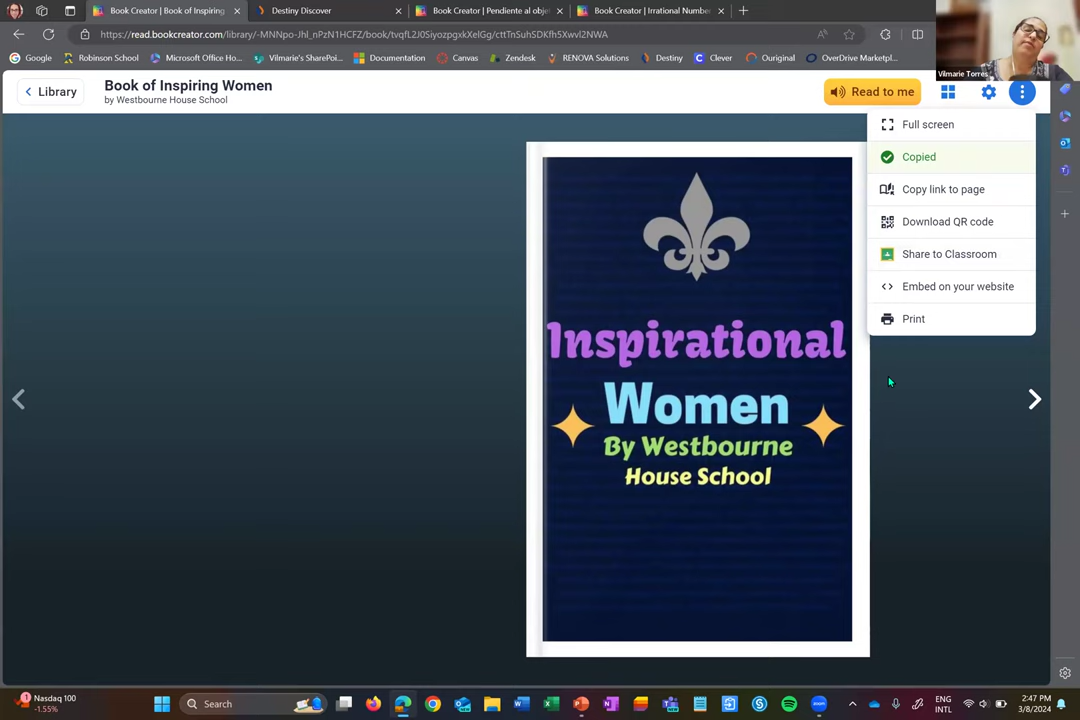 Book Creator | Book of Inspiring
Destiny Discover
Book Creator | Pendiente al obje
Book Creator | Irrational Number
https://read.bookcreator.com/library/-MNNpo-Jhl_nPzN1HCFZ/book/tvqfL2J0SiyozpgxkXelGg/cttTnSuhSDKfh5Xwvl2NWA
Google
Robinson School
Microsoft Office Ho...
Vilmarie's SharePoi...
Documentation
Canvas
Zendesk
RENOVA Solutions
Destiny
Clever
Ouriginal
OverDrive Marketpl...
Vilmarie Torres
Library
Book of Inspiring Women
by Westbourne House School
Read to me
Full screen
Copied
Copy link to page
Download QR code
Share to Classroom
Embed on your website
Print
Inspirational
Women
By Westbourne
House School
Nasdaq 100
-1.55%
Search
ENG
INTL
2:47 PM
3/8/2024